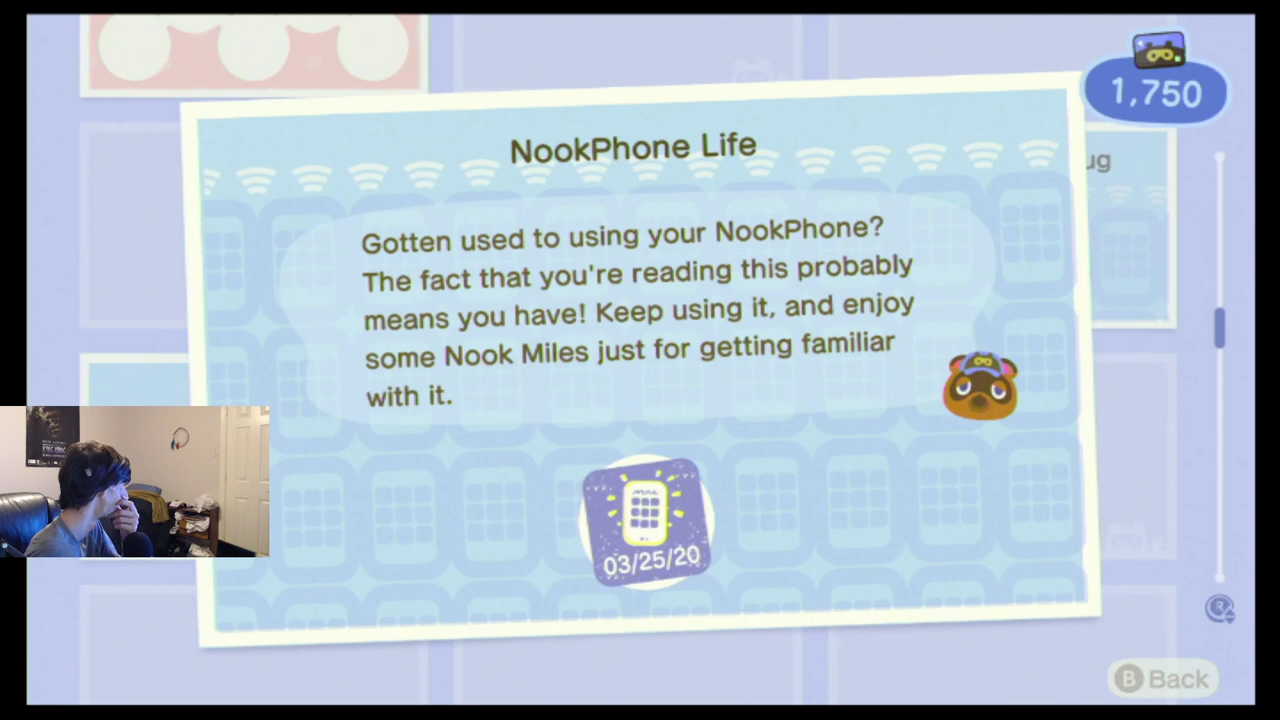 1,750
NookPhone Life
ug
Gotten used to using your NookPhone?
The fact that you're reading this probably
means you have! Keep using it, and enjoy
some Nook Miles just for getting familiar
with it.
03/25/20
R
B Back